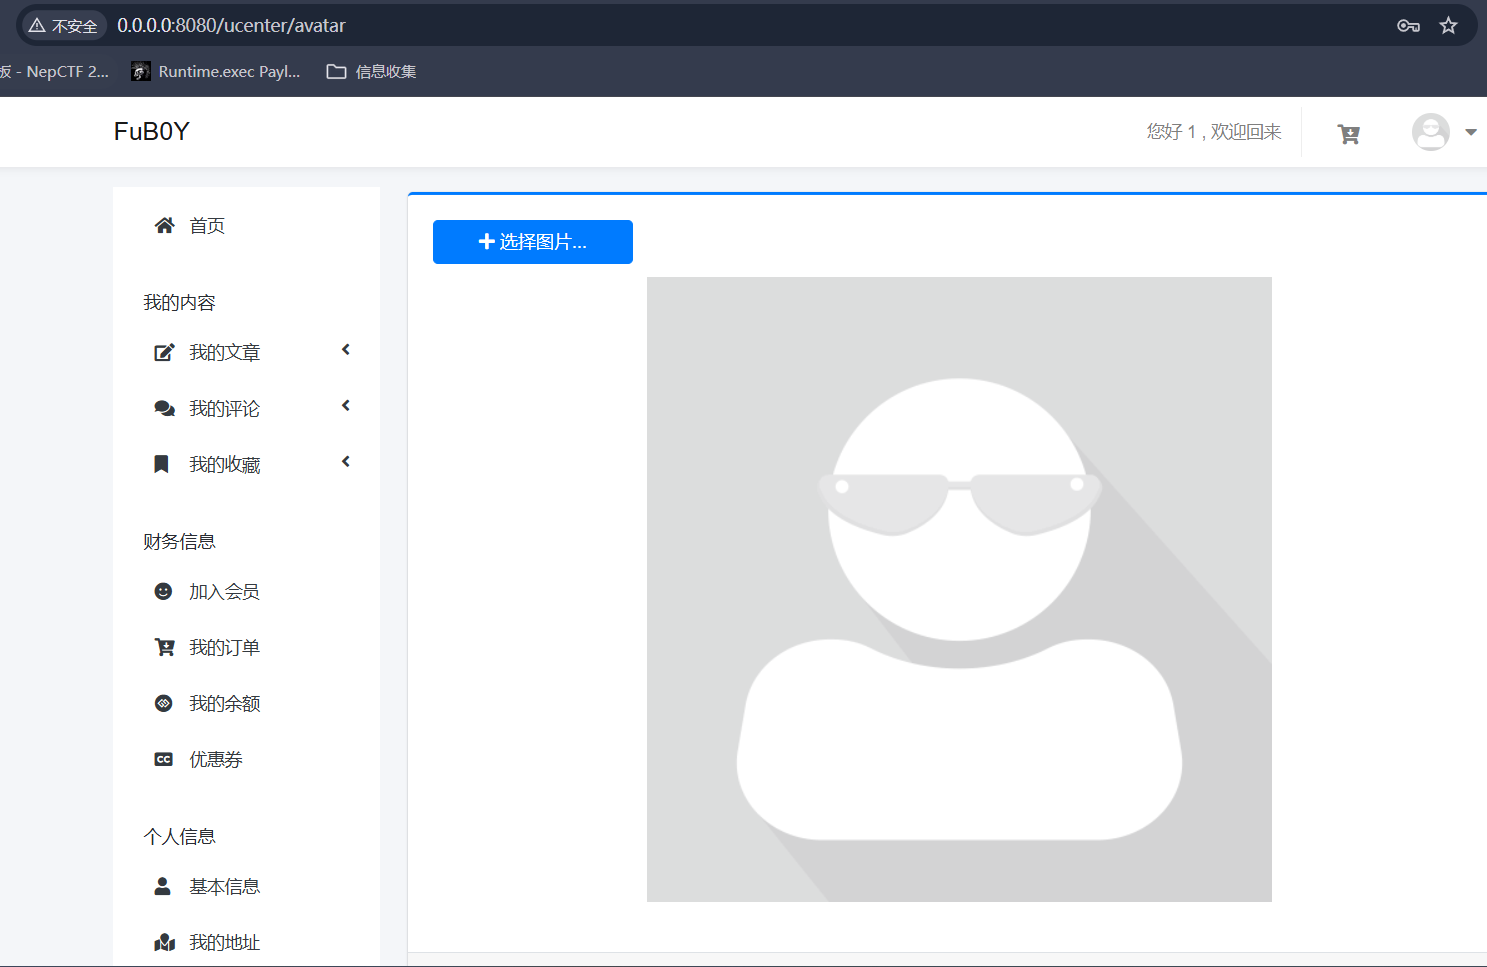 不安全 0.0.0.0:8080/ucenter/avatar
板 - NepCTF 2... Runtime.exec Payl... 信息收集
FuB0Y 您好 1 , 欢迎回来
首页
选择图片...
我的内容
我的文章
我的评论
我的收藏
财务信息
加入会员
我的订单
我的余额
CC 优惠券
个人信息
基本信息
我的地址